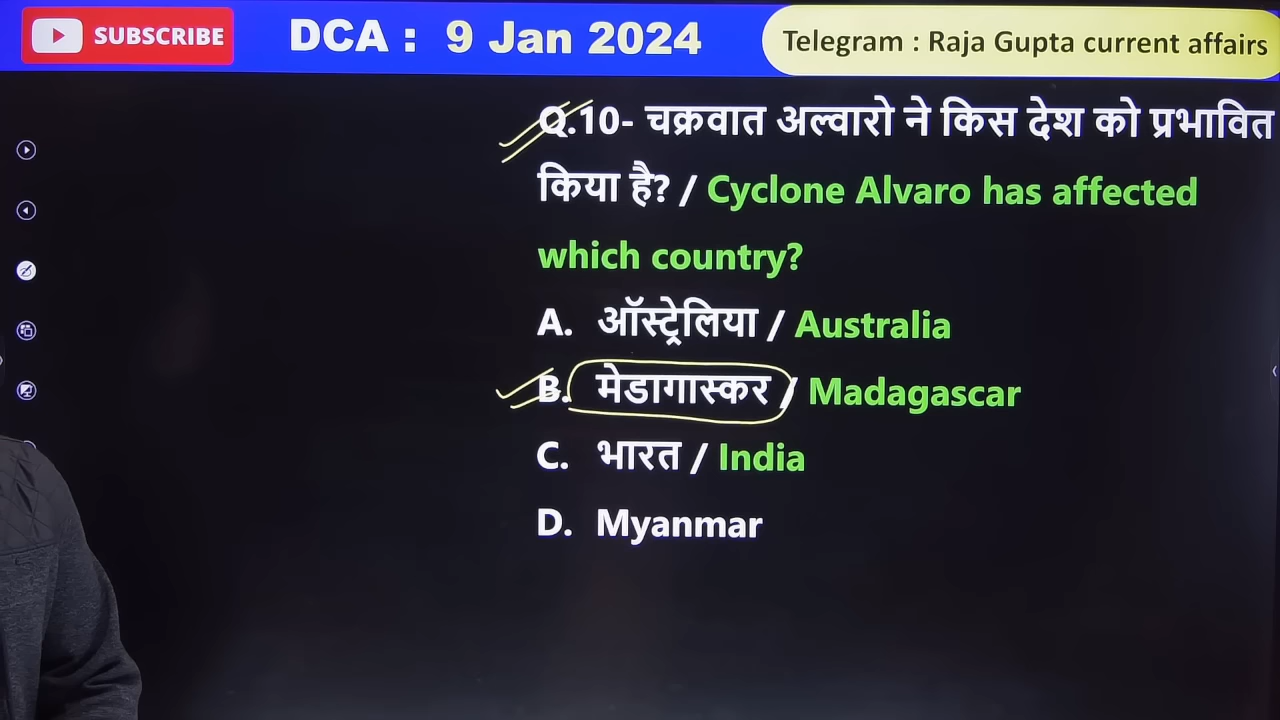 SUBSCRIBE
DCA : 9 Jan 2024
Telegram : Raja Gupta current affairs
Q.10- चक्रवात अल्वारो ने किस देश को प्रभावित
किया है? / Cyclone Alvaro has affected
which country?
A. ऑस्ट्रेलिया / Australia
B. मेडागास्कर / Madagascar
C. भारत / India
D. Myanmar